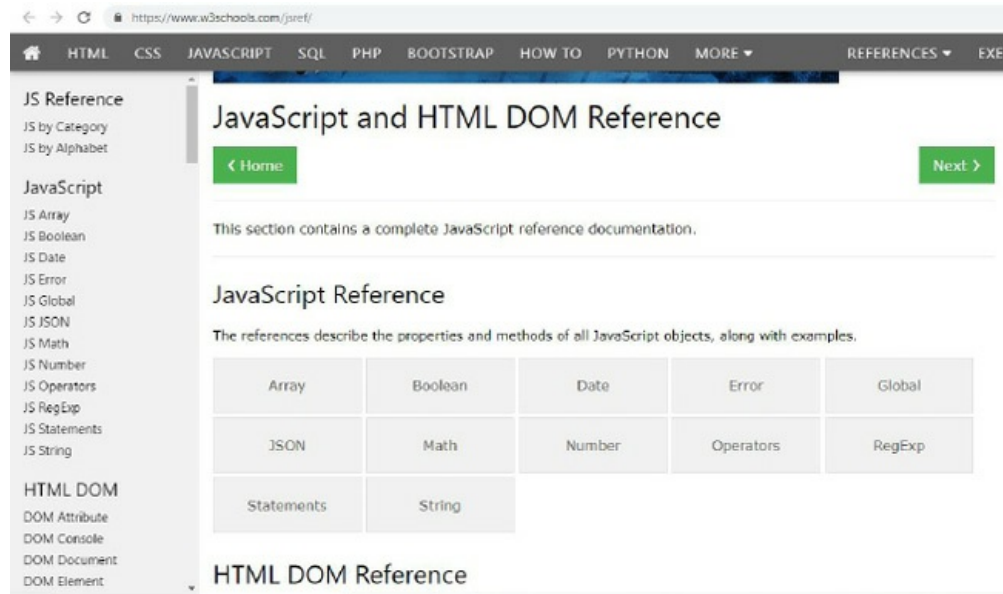 https://www.w3schools.com/jsref/
HTML CSS JAVASCRIPT SQL PHP BOOTSTRAP HOW TO PYTHON MORE REFERENCES EXE
JS Reference
JS by Category
JS by Alphabet
JavaScript
JS Array
JS Boolean
JS Date
JS Error
JS Global
JS JSON
JS Math
JS Number
JS Operators
JS RegExp
JS Statements
JS String
HTML DOM
DOM Attribute
DOM Console
DOM Document
DOM Element
JavaScript and HTML DOM Reference
❮ Home Next ❯
This section contains a complete JavaScript reference documentation.
JavaScript Reference
The references describe the properties and methods of all JavaScript objects, along with examples.
Array Boolean Date Error Global
JSON Math Number Operators RegExp
Statements String
HTML DOM Reference